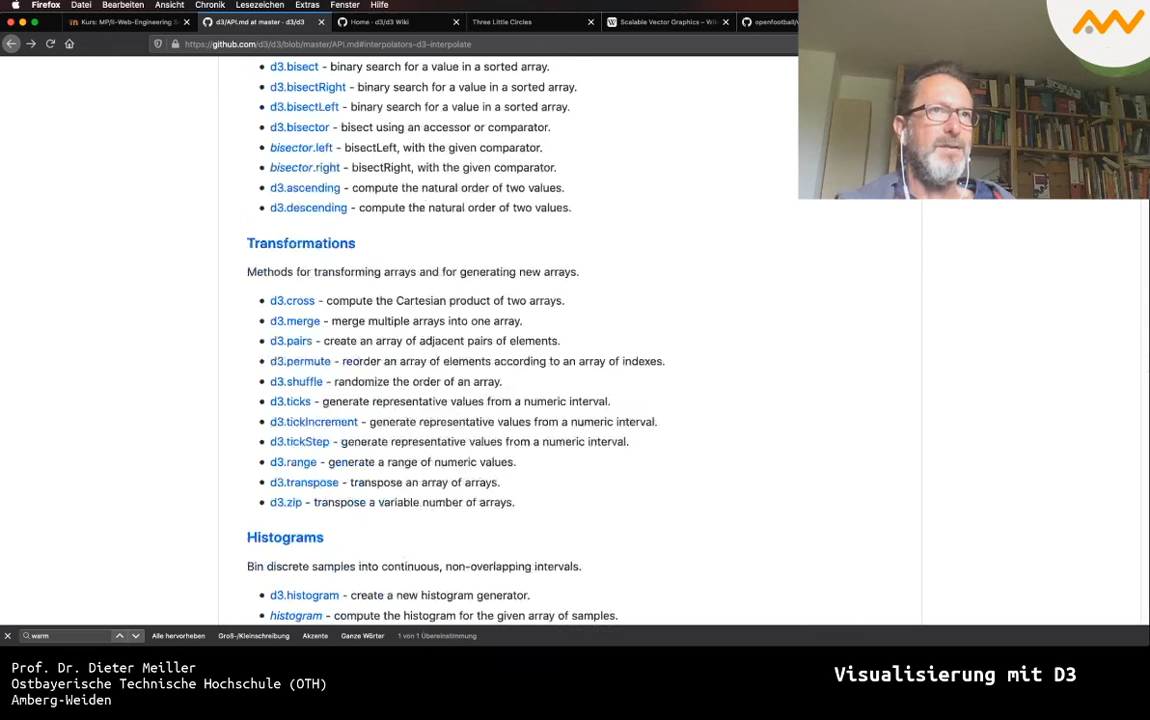 Firefox Datei Bearbeiten Ansicht Chronik Lesezeichen Extras Fenster Hilfe
Kurs: MP/II-Web-Engineering S d3/API.md at master · d3/d3 Home · d3/d3 Wiki Three Little Circles Scalable Vector Graphics – Wiki openfootball/
https://github.com/d3/d3/blob/master/API.md#interpolators-d3-interpolate
d3.bisect - binary search for a value in a sorted array.
d3.bisectRight - binary search for a value in a sorted array.
d3.bisectLeft - binary search for a value in a sorted array.
d3.bisector - bisect using an accessor or comparator.
bisector.left - bisectLeft, with the given comparator.
bisector.right - bisectRight, with the given comparator.
d3.ascending - compute the natural order of two values.
d3.descending - compute the natural order of two values.
Transformations
Methods for transforming arrays and for generating new arrays.
d3.cross - compute the Cartesian product of two arrays.
d3.merge - merge multiple arrays into one array.
d3.pairs - create an array of adjacent pairs of elements.
d3.permute - reorder an array of elements according to an array of indexes.
d3.shuffle - randomize the order of an array.
d3.ticks - generate representative values from a numeric interval.
d3.tickIncrement - generate representative values from a numeric interval.
d3.tickStep - generate representative values from a numeric interval.
d3.range - generate a range of numeric values.
d3.transpose - transpose an array of arrays.
d3.zip - transpose a variable number of arrays.
Histograms
Bin discrete samples into continuous, non-overlapping intervals.
d3.histogram - create a new histogram generator.
histogram - compute the histogram for the given array of samples.
warm Alle hervorheben Groß-/Kleinschreibung Akzente Ganze Wörter 1 von 1 Übereinstimmung
Prof. Dr. Dieter Meiller
Ostbayerische Technische Hochschule (OTH)
Amberg-Weiden
Visualisierung mit D3